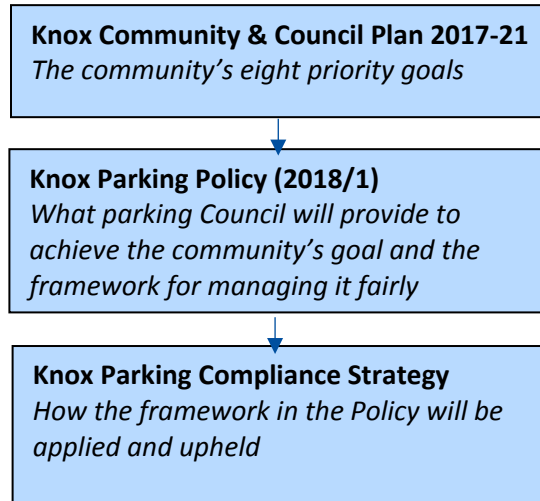 Knox Community & Council Plan 2017-21
The community’s eight priority goals
Knox Parking Policy (2018/1)
What parking Council will provide to
achieve the community’s goal and the
framework for managing it fairly
Knox Parking Compliance Strategy
How the framework in the Policy will be
applied and upheld